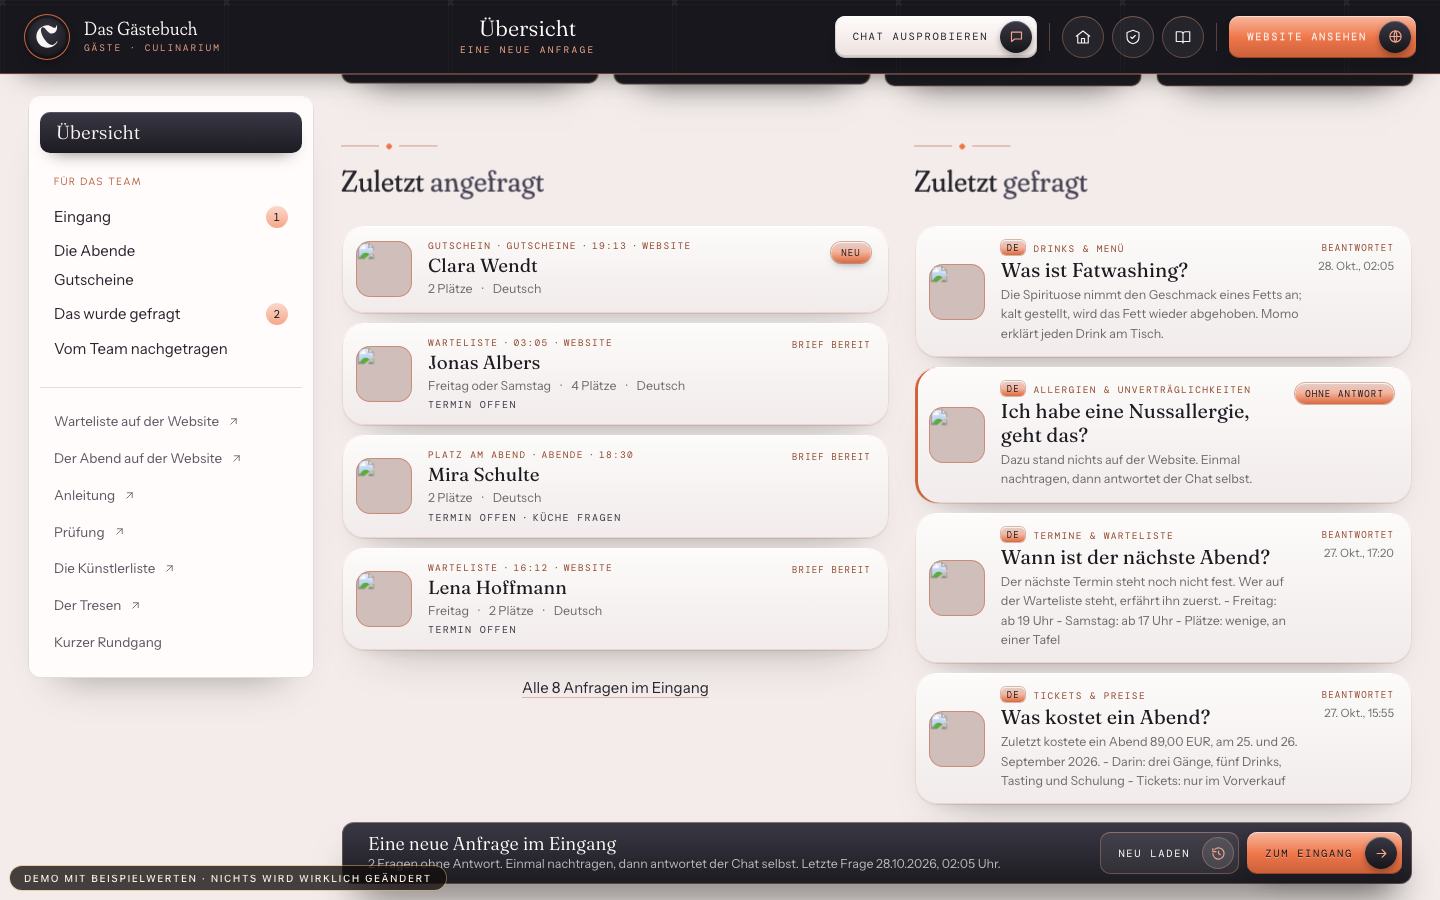 Das Gästebuch
GÄSTE · CULINARIUM
Übersicht
EINE NEUE ANFRAGE
CHAT AUSPROBIEREN
WEBSITE ANSEHEN
Übersicht
FÜR DAS TEAM
Eingang 1
Die Abende
Gutscheine
Das wurde gefragt 2
Vom Team nachgetragen
Warteliste auf der Website
Der Abend auf der Website
Anleitung
Prüfung
Die Künstlerliste
Der Tresen
Kurzer Rundgang
Zuletzt angefragt
GUTSCHEIN · GUTSCHEINE · 19:13 · WEBSITE
NEU
Clara Wendt
2 Plätze · Deutsch
WARTELISTE · 03:05 · WEBSITE
BRIEF BEREIT
Jonas Albers
Freitag oder Samstag · 4 Plätze · Deutsch
TERMIN OFFEN
PLATZ AM ABEND · ABENDE · 18:30
BRIEF BEREIT
Mira Schulte
2 Plätze · Deutsch
TERMIN OFFEN · KÜCHE FRAGEN
WARTELISTE · 16:12 · WEBSITE
BRIEF BEREIT
Lena Hoffmann
Freitag · 2 Plätze · Deutsch
TERMIN OFFEN
Alle 8 Anfragen im Eingang
Zuletzt gefragt
DE DRINKS & MENÜ
BEANTWORTET
28. Okt., 02:05
Was ist Fatwashing?
Die Spirituose nimmt den Geschmack eines Fetts an;
kalt gestellt, wird das Fett wieder abgehoben. Momo
erklärt jeden Drink am Tisch.
DE ALLERGIEN & UNVERTRÄGLICHKEITEN
OHNE ANTWORT
Ich habe eine Nussallergie,
geht das?
Dazu stand nichts auf der Website. Einmal
nachtragen, dann antwortet der Chat selbst.
DE TERMINE & WARTELISTE
BEANTWORTET
27. Okt., 17:20
Wann ist der nächste Abend?
Der nächste Termin steht noch nicht fest. Wer auf
der Warteliste steht, erfährt ihn zuerst. - Freitag:
ab 19 Uhr - Samstag: ab 17 Uhr - Plätze: wenige, an
einer Tafel
DE TICKETS & PREISE
BEANTWORTET
27. Okt., 15:55
Was kostet ein Abend?
Zuletzt kostete ein Abend 89,00 EUR, am 25. und 26.
September 2026. - Darin: drei Gänge, fünf Drinks,
Tasting und Schulung - Tickets: nur im Vorverkauf
Eine neue Anfrage im Eingang
2 Fragen ohne Antwort. Einmal nachtragen, dann antwortet der Chat selbst. Letzte Frage 28.10.2026, 02:05 Uhr.
NEU LADEN
ZUM EINGANG
DEMO MIT BEISPIELWERTEN · NICHTS WIRD WIRKLICH GEÄNDERT